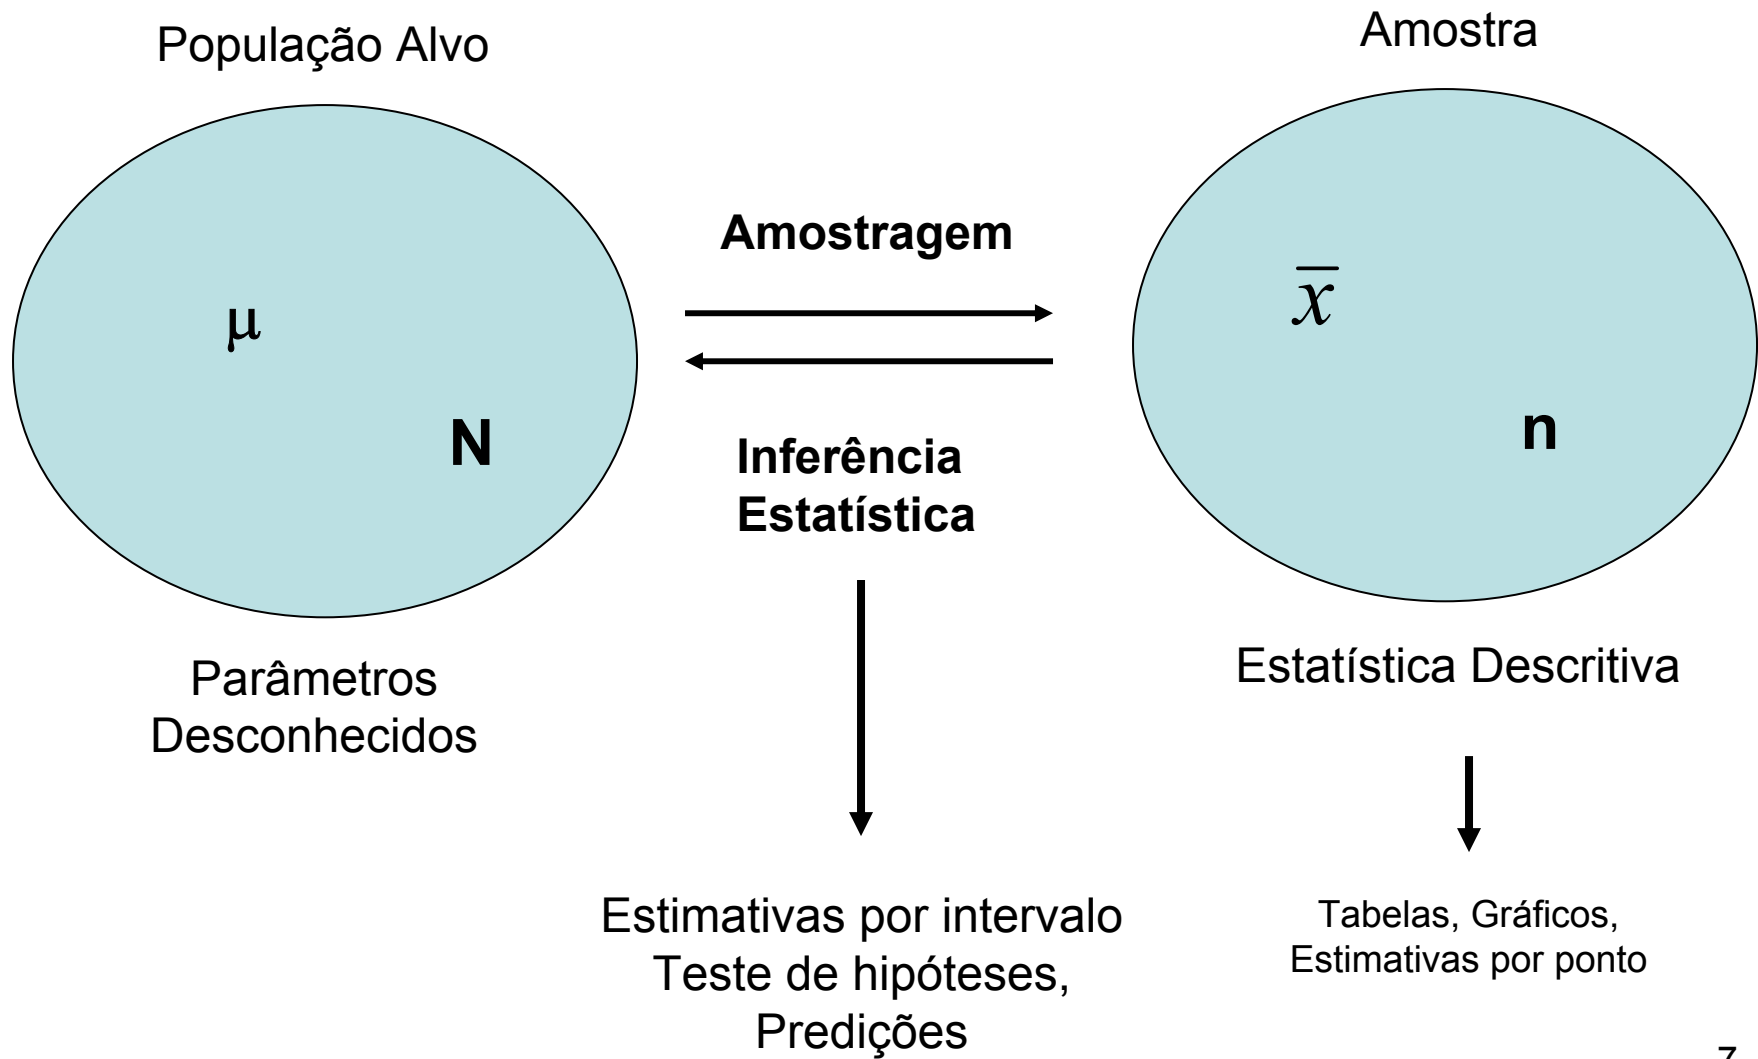 População Alvo
Amostra
Amostragem
μ
x̅
N
n
Inferência
Estatística
Parâmetros
Desconhecidos
Estatística Descritiva
Estimativas por intervalo
Teste de hipóteses,
Predições
Tabelas, Gráficos,
Estimativas por ponto
7